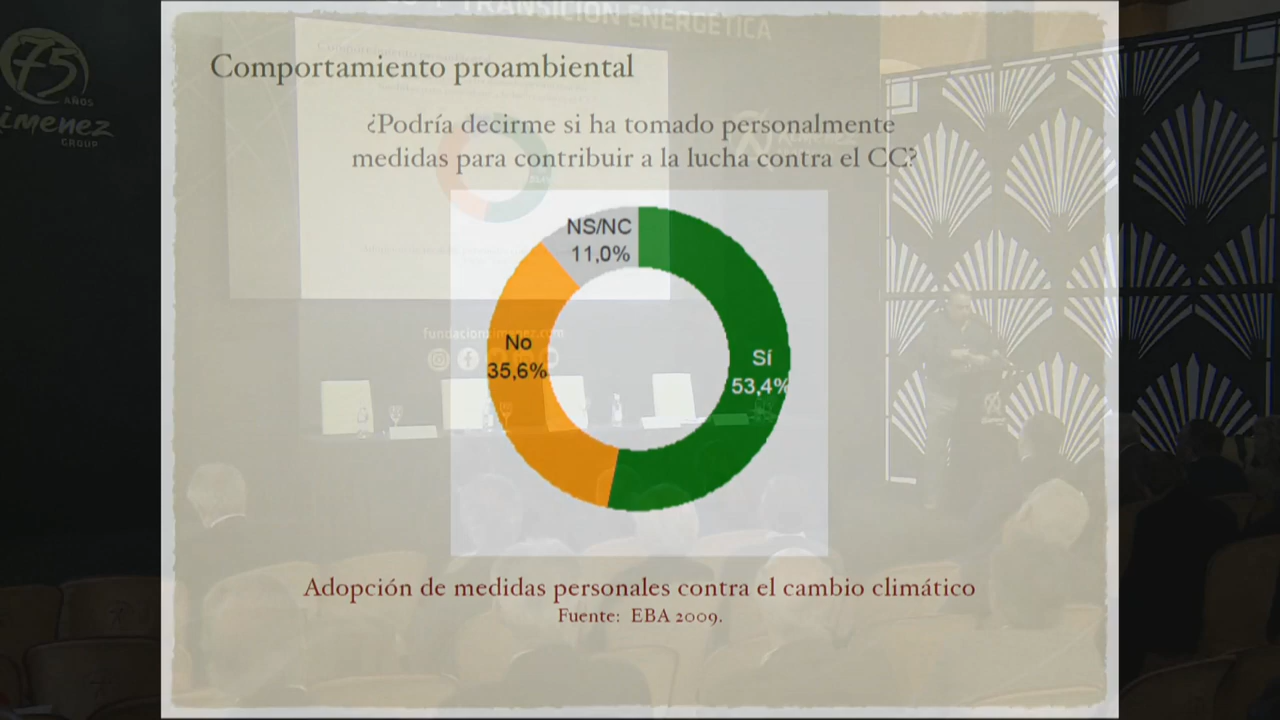 Y TRANSICIÓN ENERGÉTICA
75
AÑOS
imenez
GROUP
Comportamiento proambiental
¿Podría decirme si ha tomado personalmente
medidas para contribuir a la lucha contra el CC?
NS/NC
11,0%
No
35,6%
Sí
53,4%
fundacionjimenez.com
Adopción de medidas personales contra el cambio climático
Fuente: EBA 2009.